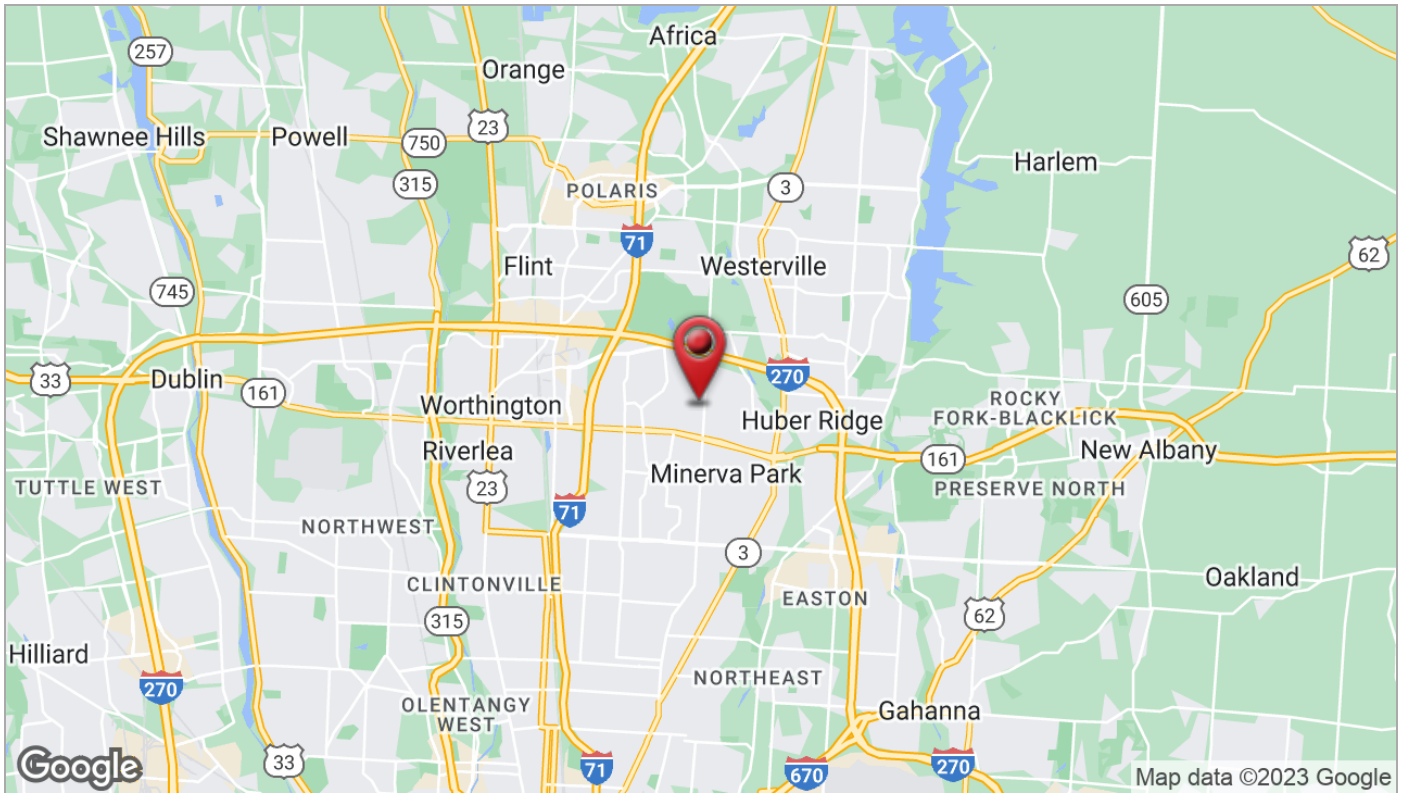 Africa
257
Orange
23
Shawnee Hills
Powell
750
Harlem
315
POLARIS
3
71
62
Flint
Westerville
745
605
270
33
Dublin
161
ROCKY
FORK-BLACKLICK
Worthington
Huber Ridge
Riverlea
161
New Albany
Minerva Park
TUTTLE WEST
23
PRESERVE NORTH
71
NORTHWEST
3
CLINTONVILLE
Oakland
EASTON
62
315
Hilliard
NORTHEAST
270
OLENTANGY
WEST
Gahanna
33
71
670
270
Google
Map data ©2023 Google